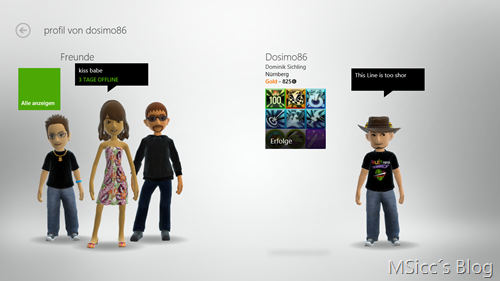 profil von dosimo86
Freunde
kiss babe
3 TAGE OFFLINE
Alle anzeigen
Dosimo86
Dominik Sichling
Nürnberg
Gold - 825 G
100
Erfolge
This Line is too shor
MSicc´s Blog